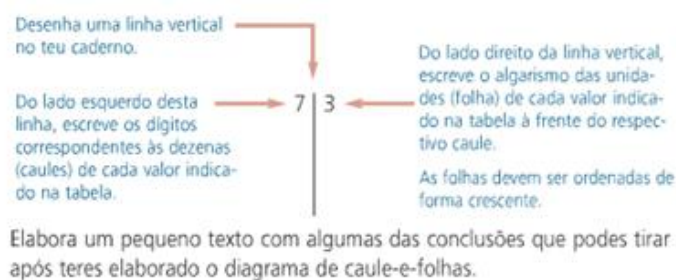 Desenha uma linha vertical
no teu caderno.
Do lado esquerdo desta
linha, escreve os dígitos
correspondentes às dezenas
(caules) de cada valor indica-
do na tabela.
7 | 3
Do lado direito da linha vertical,
escreve o algarismo das unida-
des (folha) de cada valor indica-
do na tabela à frente do respec-
tivo caule.
As folhas devem ser ordenadas de
forma crescente.
Elabora um pequeno texto com algumas das conclusões que podes tirar
após teres elaborado o diagrama de caule-e-folhas.